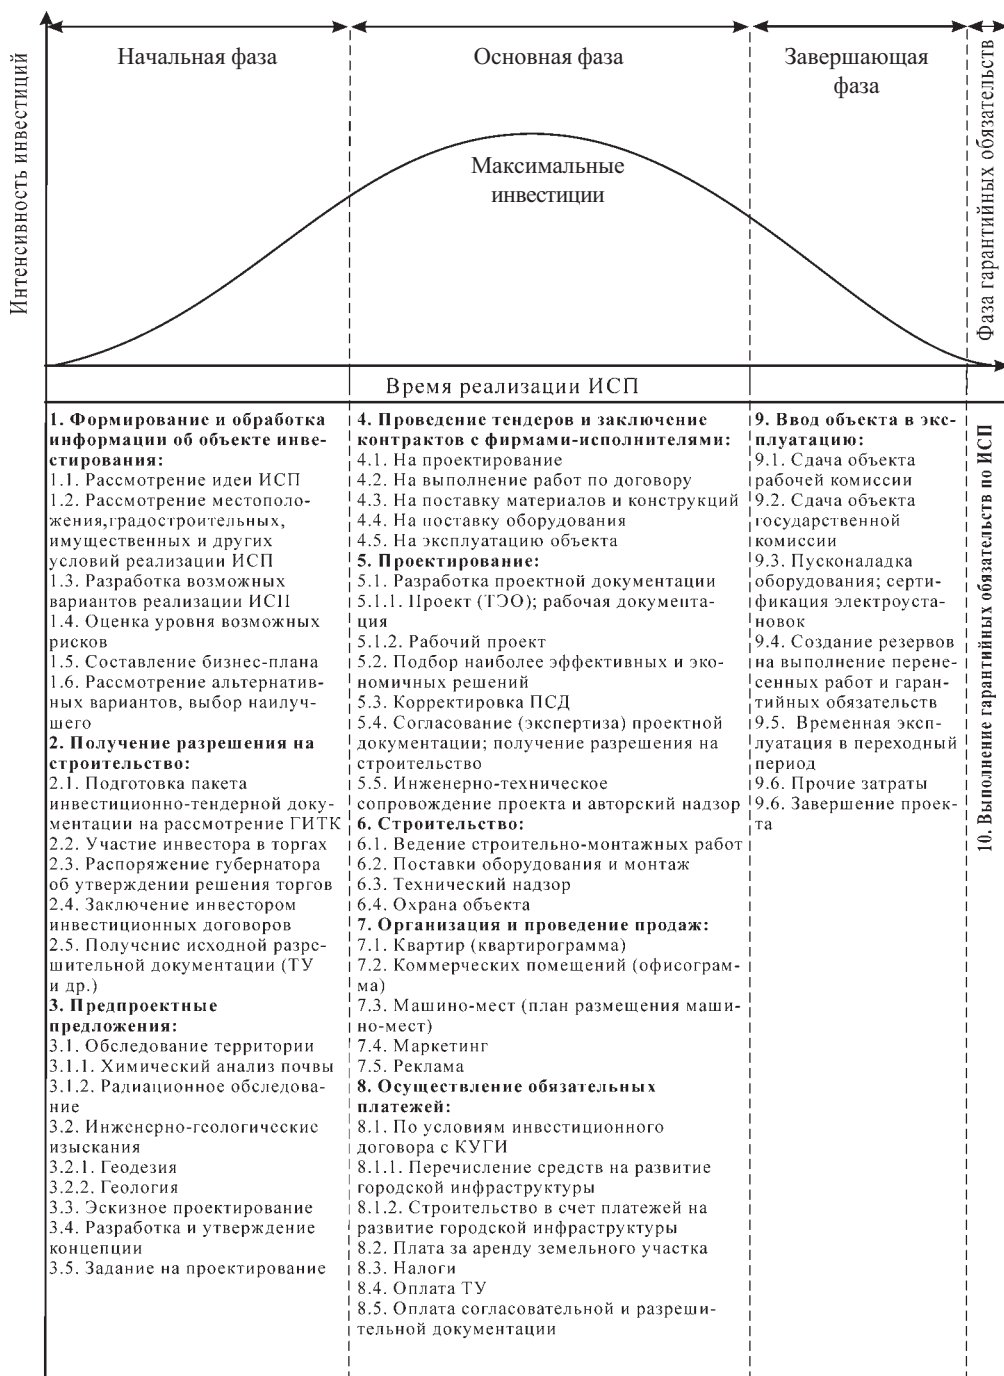 Интенсивность инвестиций
Начальная фаза
Основная фаза
Завершающая
фаза
Фаза гарантийных обязательств
Максимальные
инвестиции
Время реализации ИСП
1. Формирование и обработка
информации об объекте инве-
стирования:
1.1. Рассмотрение идеи ИСП
1.2. Рассмотрение местополо-
жения,градостроительных,
имущественных и других
условий реализации ИСП
1.3. Разработка возможных
вариантов реализации ИСП
1.4. Оценка уровня возможных
рисков
1.5. Составление бизнес-плана
1.6. Рассмотрение альтернатив-
ных вариантов, выбор наилуч-
шего
2. Получение разрешения на
строительство:
2.1. Подготовка пакета
инвестиционно-тендерной доку-
ментации на рассмотрение ГИТК
2.2. Участие инвестора в торгах
2.3. Распоряжение губернатора
об утверждении решения торгов
2.4. Заключение инвестором
инвестиционных договоров
2.5. Получение исходной разре-
шительной документации (ТУ
и др.)
3. Предпроектные
предложения:
3.1. Обследование территории
3.1.1. Химический анализ почвы
3.1.2. Радиационное обследова-
ние
3.2. Инженерно-геологические
изыскания
3.2.1. Геодезия
3.2.2. Геология
3.3. Эскизное проектирование
3.4. Разработка и утверждение
концепции
3.5. Задание на проектирование
4. Проведение тендеров и заключение
контрактов с фирмами-исполнителями:
4.1. На проектирование
4.2. На выполнение работ по договору
4.3. На поставку материалов и конструкций
4.4. На поставку оборудования
4.5. На эксплуатацию объекта
5. Проектирование:
5.1. Разработка проектной документации
5.1.1. Проект (ТЭО); рабочая документа-
ция
5.1.2. Рабочий проект
5.2. Подбор наиболее эффективных и эко-
номичных решений
5.3. Корректировка ПСД
5.4. Согласование (экспертиза) проектной
документации; получение разрешения на
строительство
5.5. Инженерно-техническое
сопровождение проекта и авторский надзор
6. Строительство:
6.1. Ведение строительно-монтажных работ
6.2. Поставки оборудования и монтаж
6.3. Технический надзор
6.4. Охрана объекта
7. Организация и проведение продаж:
7.1. Квартир (квартирограмма)
7.2. Коммерческих помещений (офисограм-
ма)
7.3. Машино-мест (план размещения маши-
но-мест)
7.4. Маркетинг
7.5. Реклама
8. Осуществление обязательных
платежей:
8.1. По условиям инвестиционного
договора с КУГИ
8.1.1. Перечисление средств на развитие
городской инфраструктуры
8.1.2. Строительство в счет платежей на
развитие городской инфраструктуры
8.2. Плата за аренду земельного участка
8.3. Налоги
8.4. Оплата ТУ
8.5. Оплата согласовательной и разреши-
тельной документации
9. Ввод объекта в экс-
плуатацию:
9.1. Сдача объекта
рабочей комиссии
9.2. Сдача объекта
государственной
комиссии
9.3. Пусконаладка
оборудования; серти-
фикация электроуста-
новок
9.4. Создание резервов
на выполнение перене-
сенных работ и гаран-
тийных обязательств
9.5. Временная эксп-
луатация в переходный
период
9.6. Прочие затраты
9.6. Завершение проек-
та
10. Выполнение гарантийных обязательств по ИСП